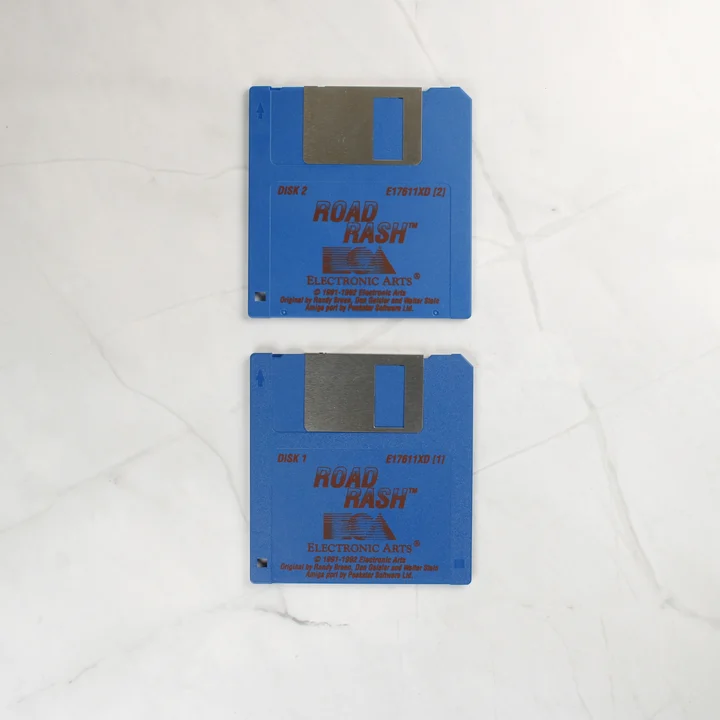 DISK 2 E17611XD (2)
ROAD
RASH™
EOA
ELECTRONIC ARTS®
© 1991-1992 Electronic Arts
Original by Randy Breen, Dan Geisler and Walter Stein
Amiga port by Peakstar Software Ltd.
DISK 1 E17611XD (1)
ROAD
RASH™
EOA
ELECTRONIC ARTS®
© 1991-1992 Electronic Arts
Original by Randy Breen, Dan Geisler and Walter Stein
Amiga port by Peakstar Software Ltd.